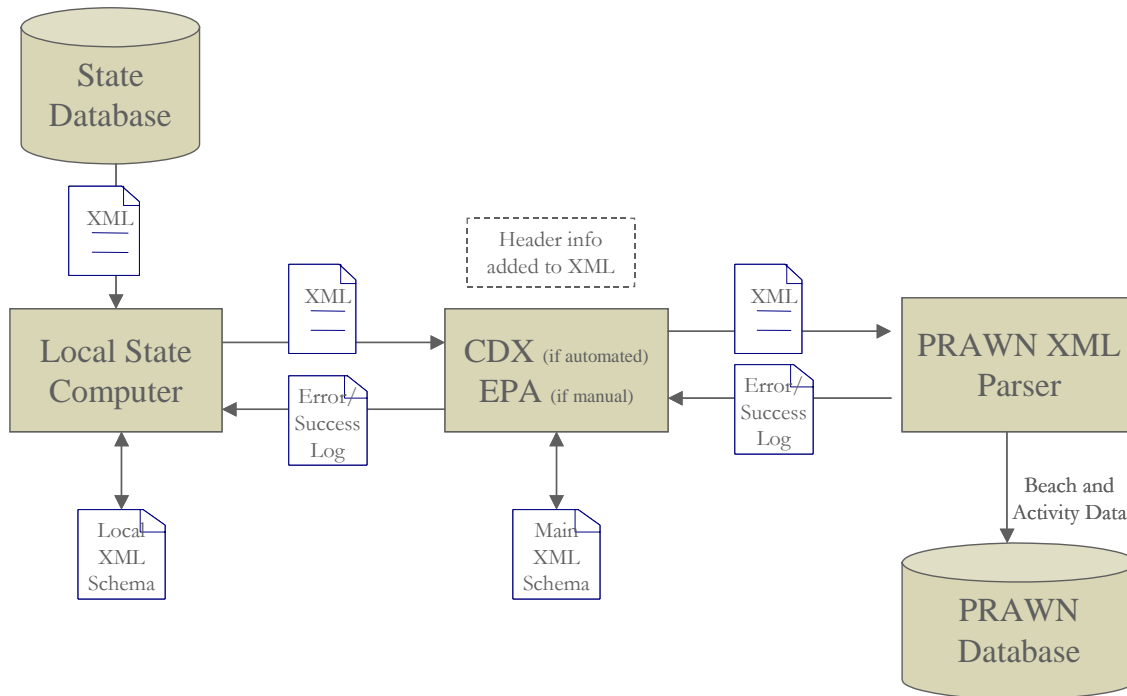 State
Database
XML
Header info
added to XML
XML
XML
Local State
Computer
CDX (if automated)
EPA (if manual)
PRAWN XML
Parser
Error/
Success
Log
Error/
Success
Log
Local
XML
Schema
Main
XML
Schema
Beach and
Activity Data
PRAWN
Database